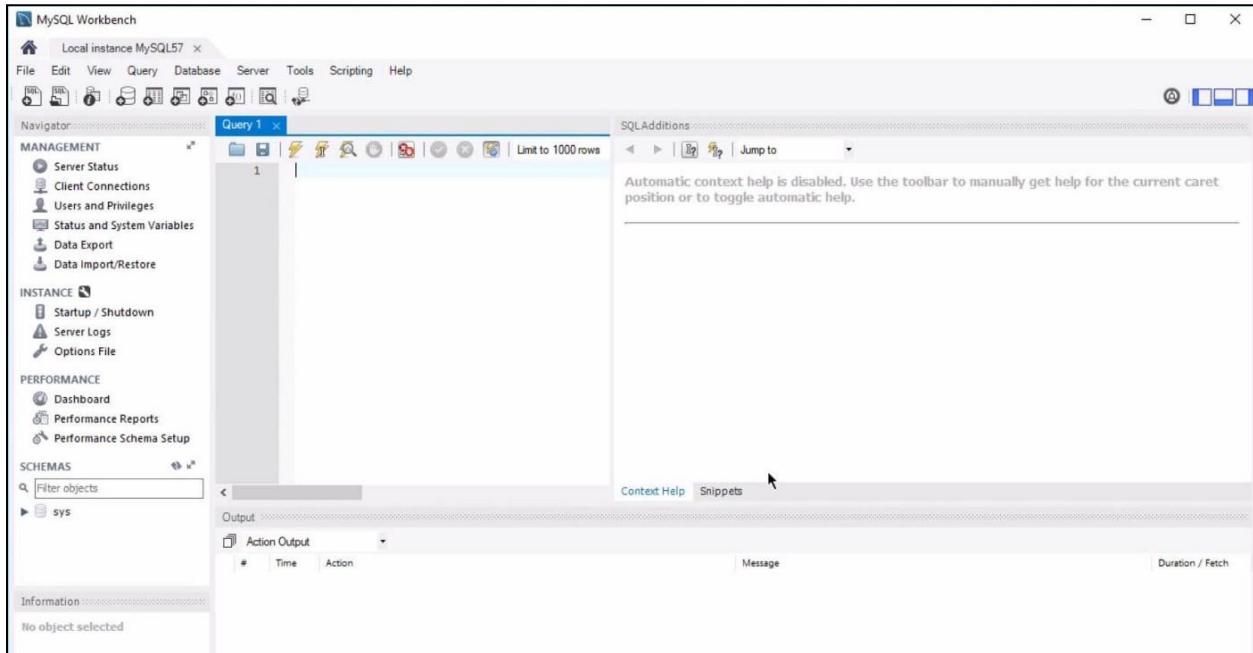 MySQL Workbench
Local instance MySQL57 ×
File Edit View Query Database Server Tools Scripting Help
Navigator
MANAGEMENT
Server Status
Client Connections
Users and Privileges
Status and System Variables
Data Export
Data Import/Restore
INSTANCE
Startup / Shutdown
Server Logs
Options File
PERFORMANCE
Dashboard
Performance Reports
Performance Schema Setup
SCHEMAS
Filter objects
sys
Information
No object selected
Query 1 ×
Limit to 1000 rows
1
SQLAdditions
Jump to
Automatic context help is disabled. Use the toolbar to manually get help for the current caret
position or to toggle automatic help.
Context Help Snippets
Output
Action Output
# Time Action Message Duration / Fetch